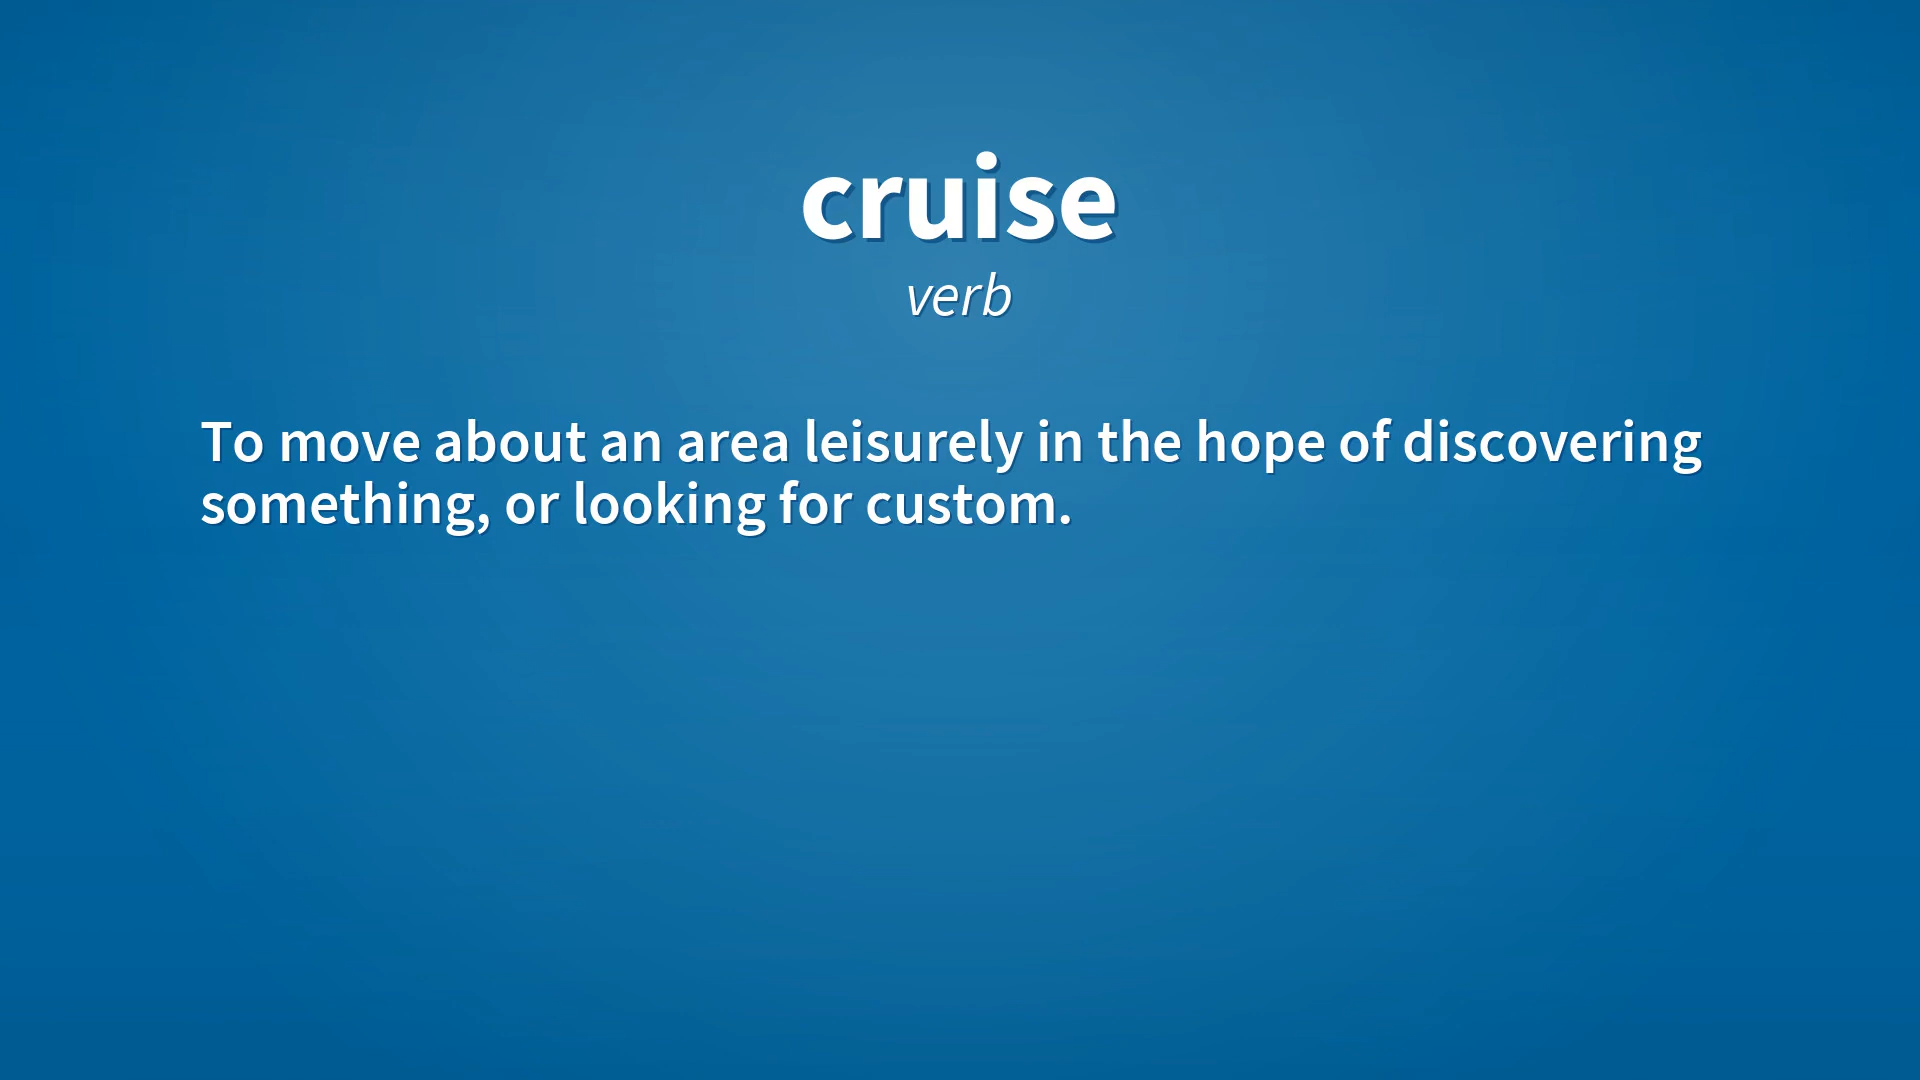 cruise
verb
To move about an area leisurely in the hope of discovering
something, or looking for custom.